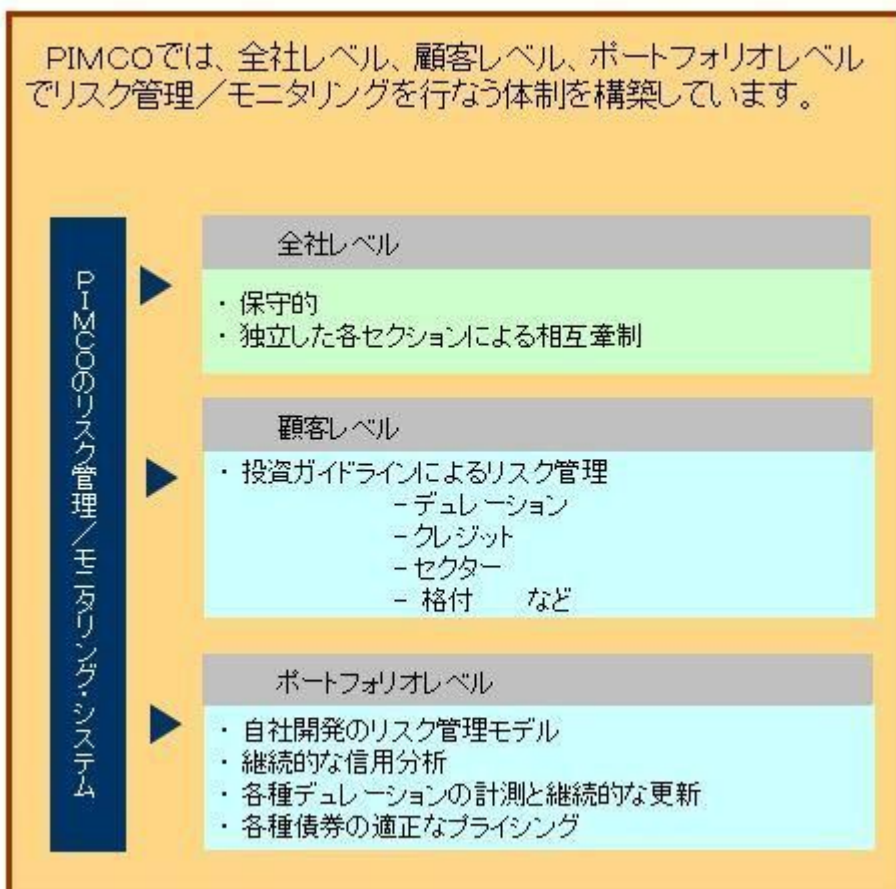 PIMCOでは、全社レベル、顧客レベル、ポートフォリオレベル
でリスク管理／モニタリングを行なう体制を構築しています。
PIMCOのリスク管理／モニタリング・システム
全社レベル
・ 保守的
・ 独立した各セクションによる相互牽制
顧客レベル
・ 投資ガイドラインによるリスク管理
－デュレーション
－クレジット
－セクター
－ 格付　　など
ポートフォリオレベル
・ 自社開発のリスク管理モデル
・ 継続的な信用分析
・ 各種デュレーションの計測と継続的な更新
・ 各種債券の適正なプライシング